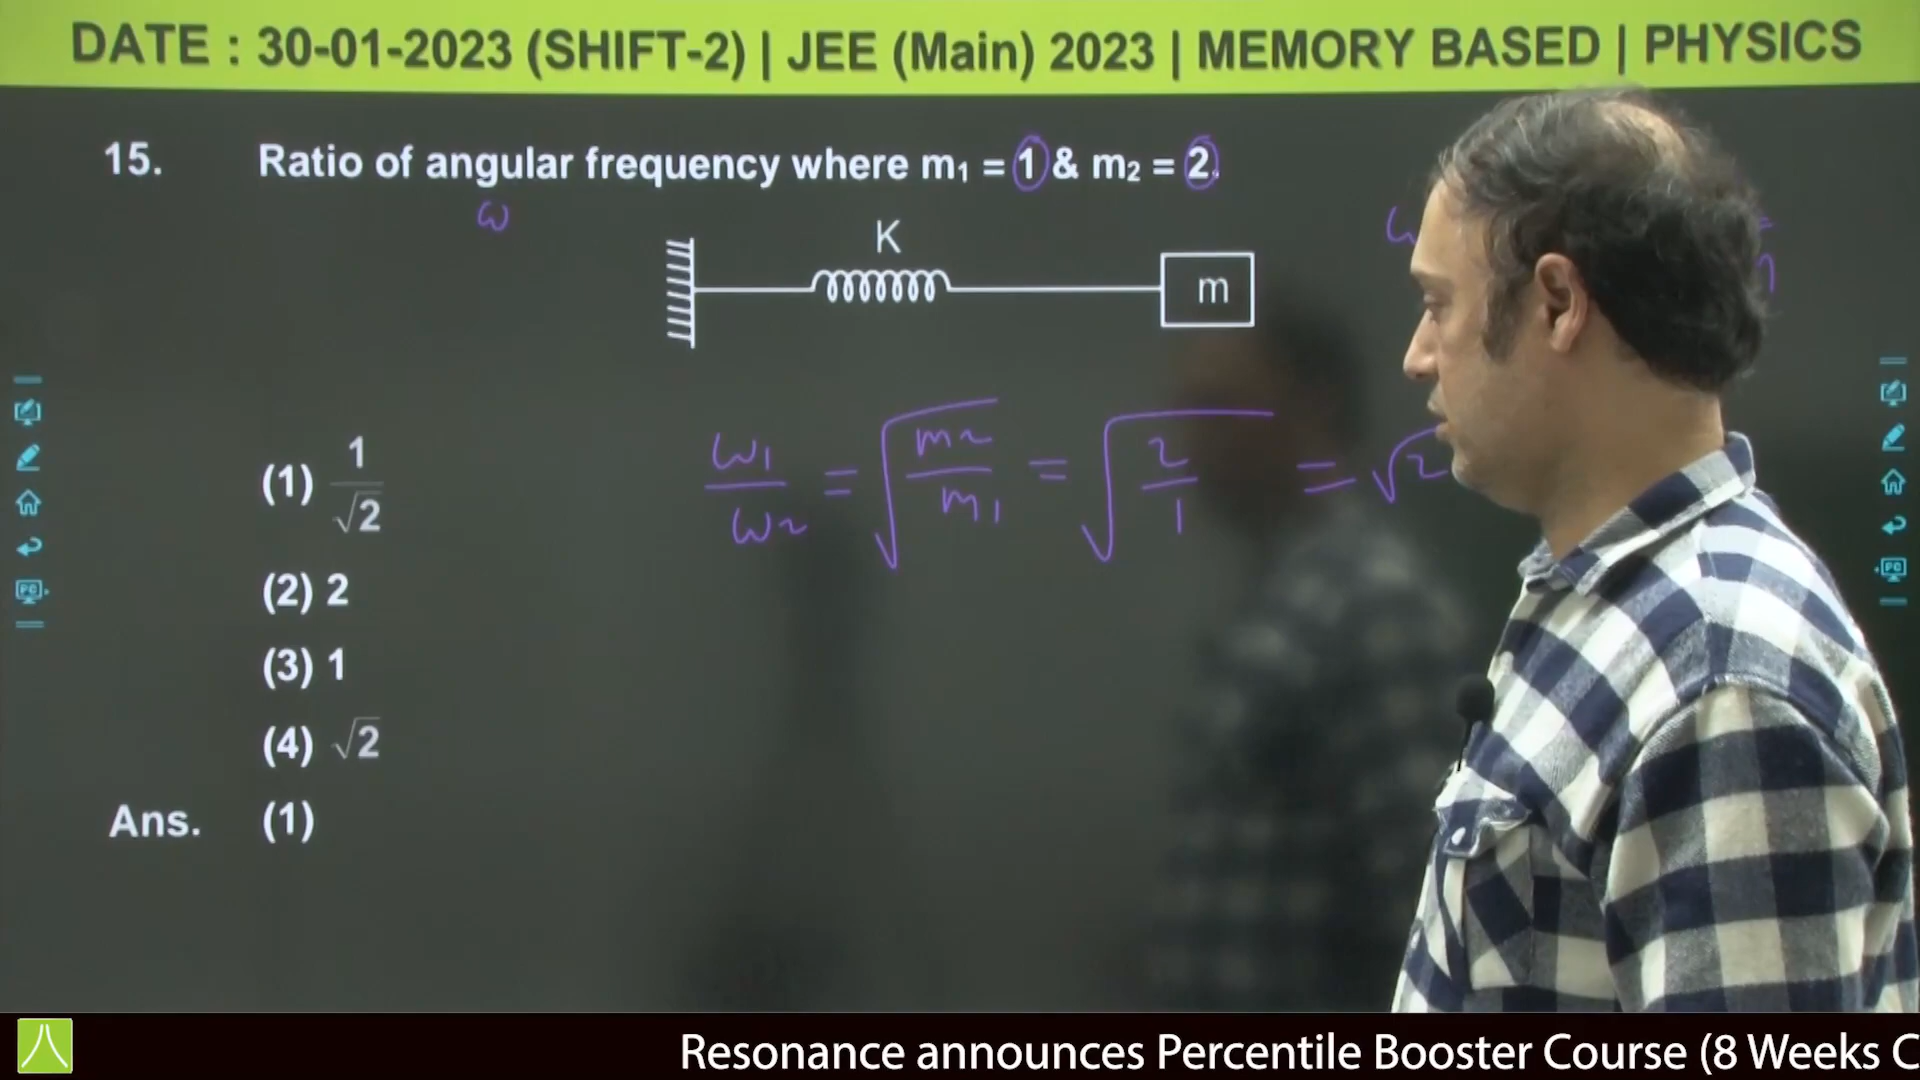 DATE : 30-01-2023 (SHIFT-2) | JEE (Main) 2023 | MEMORY BASED | PHYSICS
15. Ratio of angular frequency where m₁ = 1 & m₂ = 2.
ω
K
m
ω₁/ω₂ = √(m₂/m₁) = √(2/1) = √2
(1) 1/√2
(2) 2
(3) 1
(4) √2
Ans. (1)
PC
PC
Resonance announces Percentile Booster Course (8 Weeks C